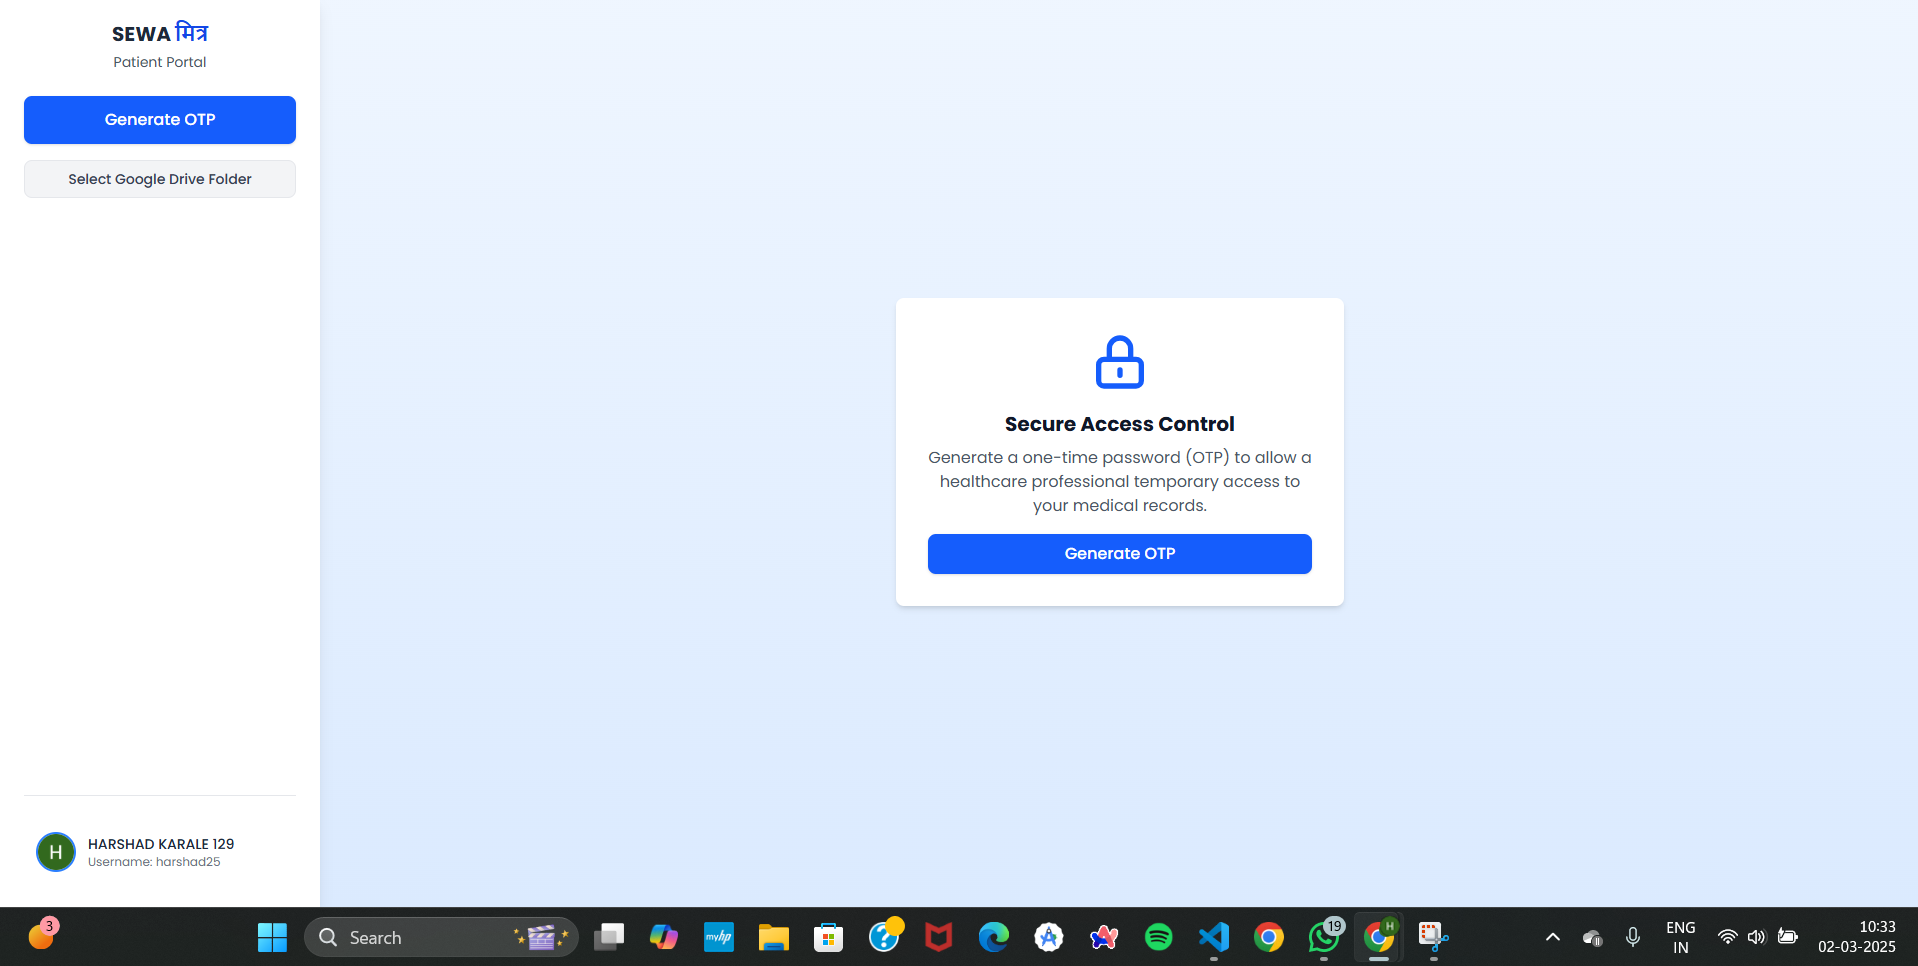 SEWA मित्र
Patient Portal
Generate OTP
Select Google Drive Folder
Secure Access Control
Generate a one-time password (OTP) to allow a
healthcare professional temporary access to
your medical records.
Generate OTP
H
HARSHAD KARALE 129
Username: harshad25
3
Search
myhp
19
H
ENG
IN
10:33
02-03-2025